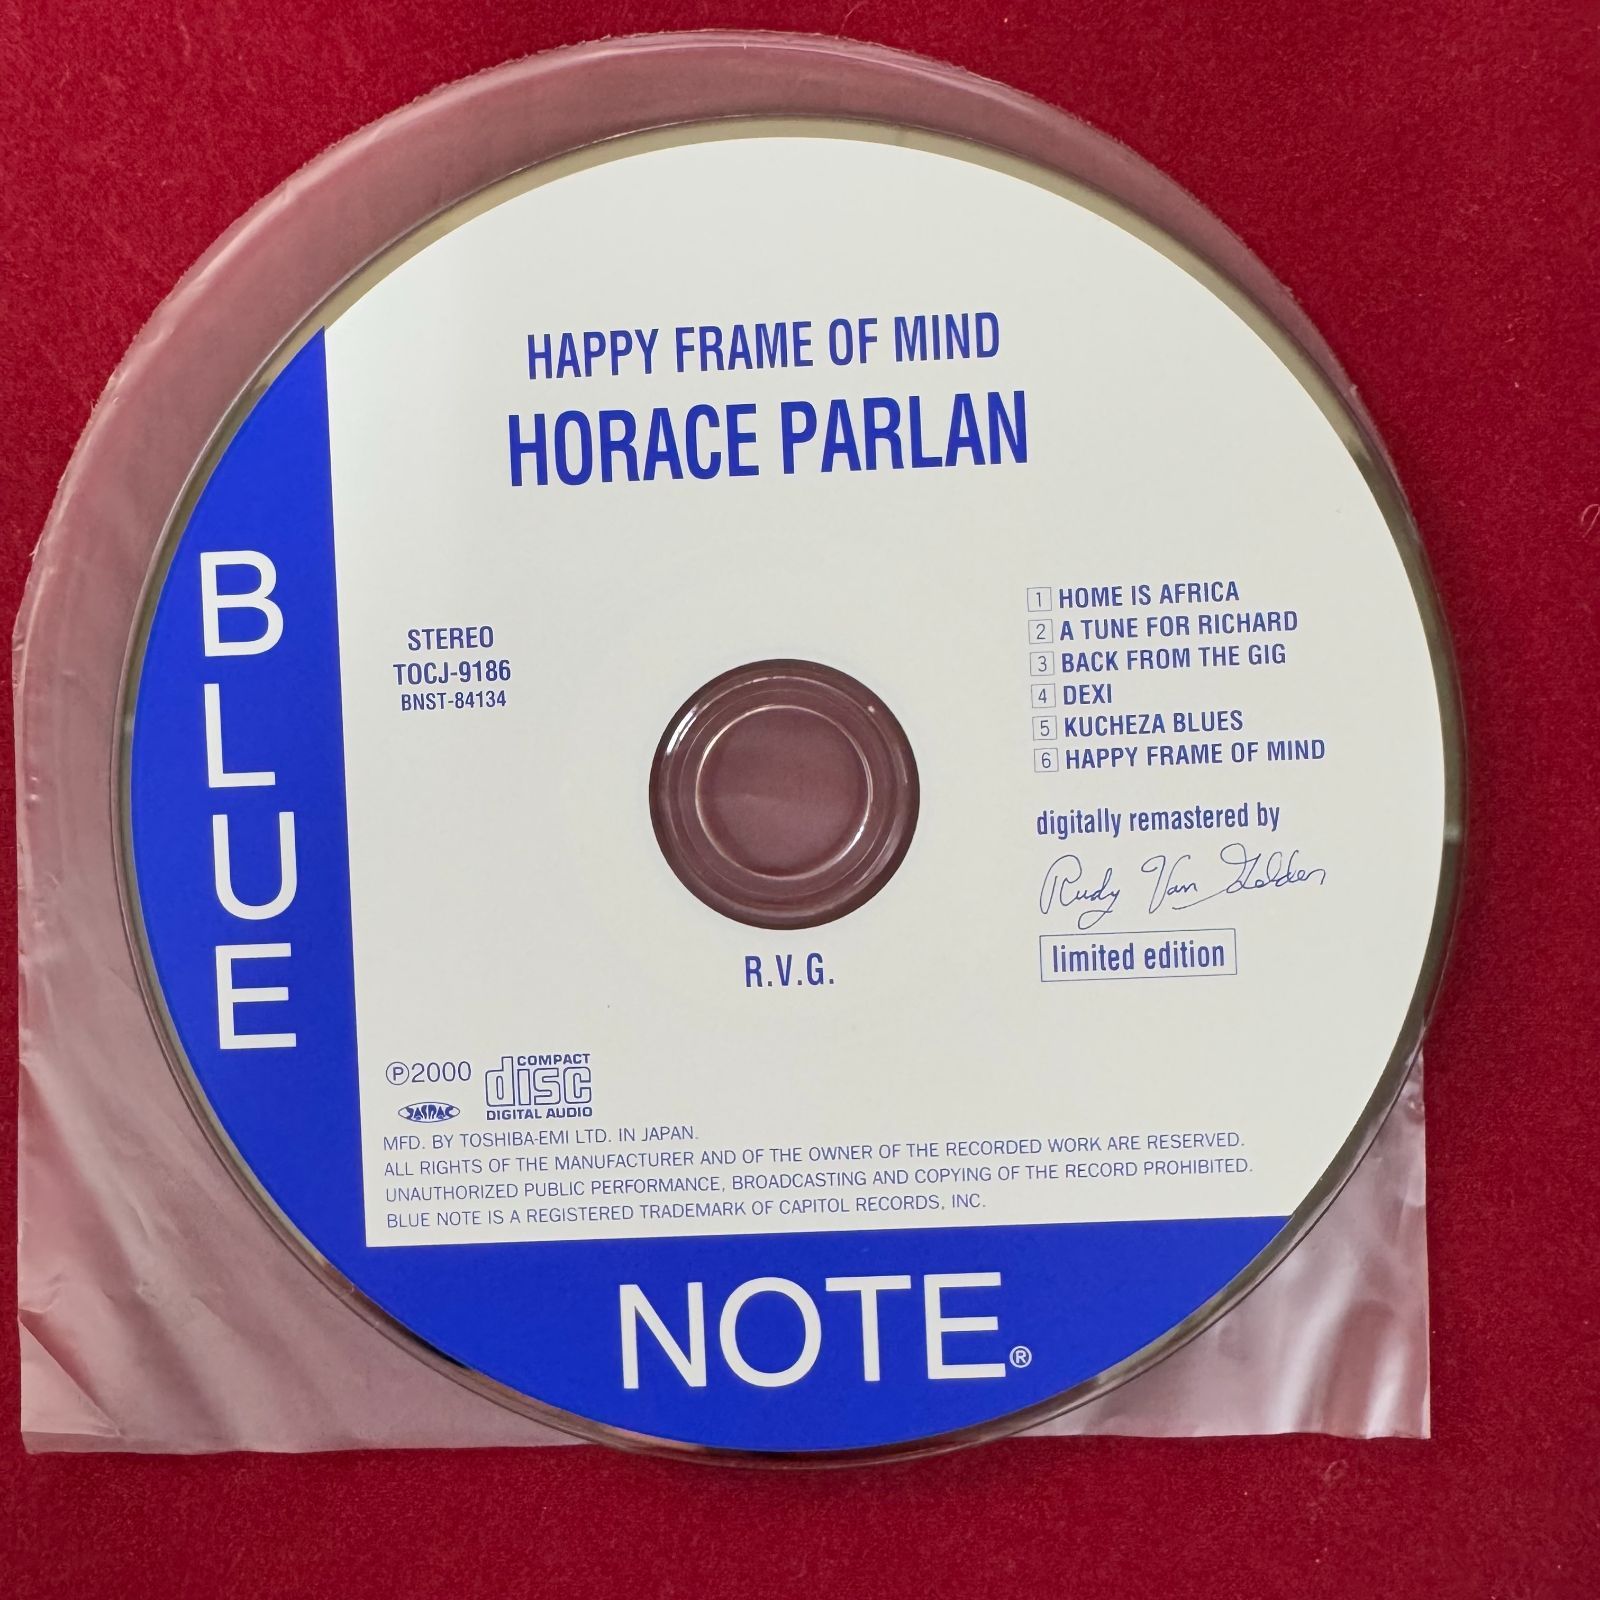 HAPPY FRAME OF MIND
HORACE PARLAN
BLUE
STEREO
TOCJ-9186
BNST-84134
1 HOME IS AFRICA
2 A TUNE FOR RICHARD
3 BACK FROM THE GIG
4 DEXI
5 KUCHEZA BLUES
6 HAPPY FRAME OF MIND
digitally remastered by
Rudy Van Gelder
limited edition
R.V.G.
Ⓟ2000
JASRAC
COMPACT
disc
DIGITAL AUDIO
MFD. BY TOSHIBA-EMI LTD. IN JAPAN.
ALL RIGHTS OF THE MANUFACTURER AND OF THE OWNER OF THE RECORDED WORK ARE RESERVED.
UNAUTHORIZED PUBLIC PERFORMANCE, BROADCASTING AND COPYING OF THE RECORD PROHIBITED.
BLUE NOTE IS A REGISTERED TRADEMARK OF CAPITOL RECORDS, INC.
NOTE®